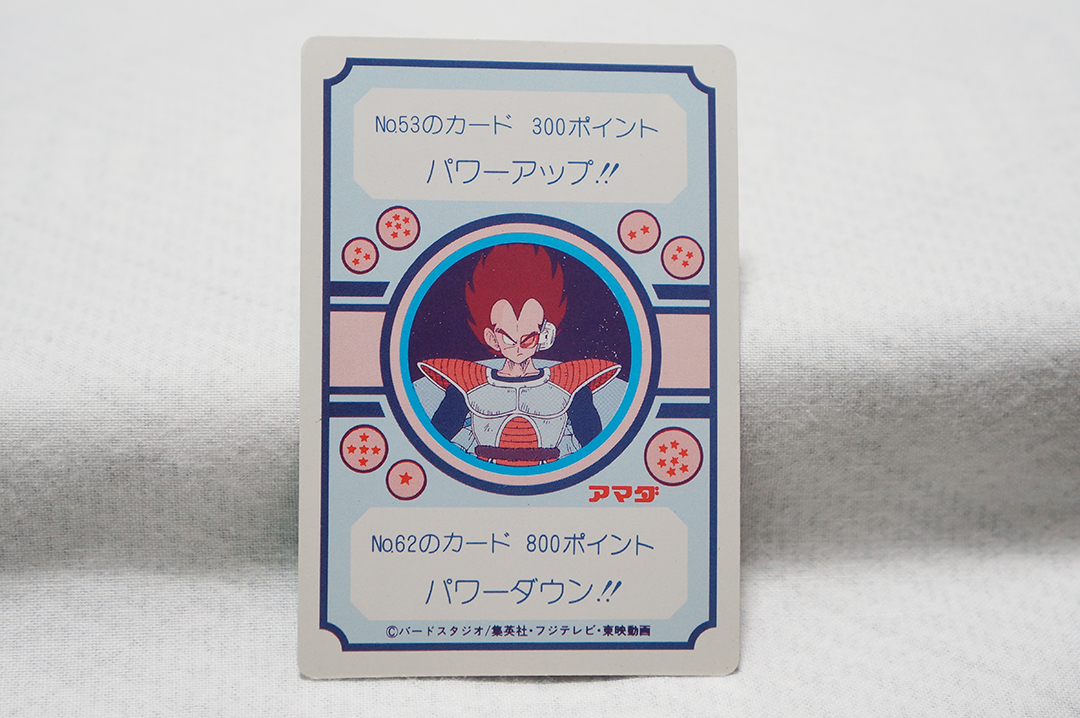 No.53のカード 300ポイント
パワーアップ!!
アマダ
No.62のカード 800ポイント
パワーダウン!!
©バードスタジオ/集英社・フジテレビ・東映動画